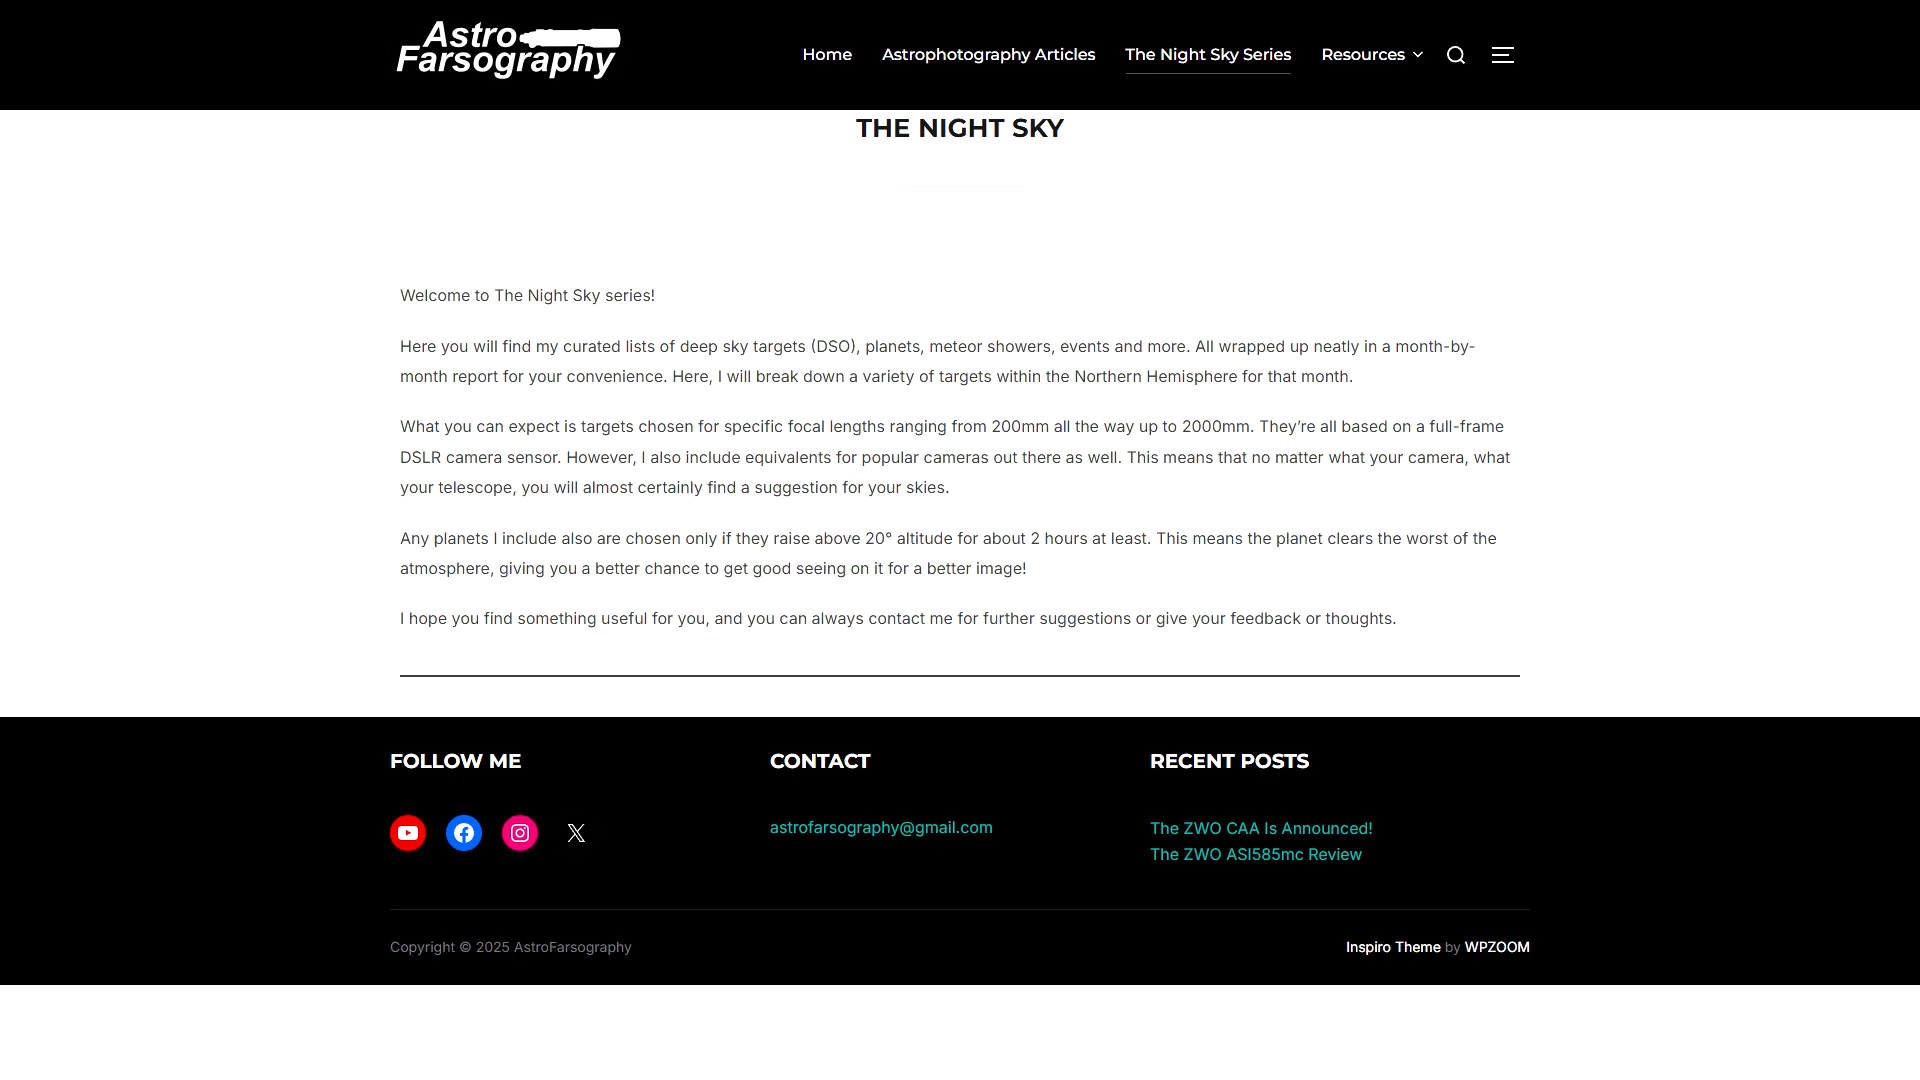 Astro
Farsography
Home
Astrophotography Articles
The Night Sky Series
Resources
THE NIGHT SKY
Welcome to The Night Sky series!
Here you will find my curated lists of deep sky targets (DSO), planets, meteor showers, events and more. All wrapped up neatly in a month-by-
month report for your convenience. Here, I will break down a variety of targets within the Northern Hemisphere for that month.
What you can expect is targets chosen for specific focal lengths ranging from 200mm all the way up to 2000mm. They’re all based on a full-frame
DSLR camera sensor. However, I also include equivalents for popular cameras out there as well. This means that no matter what your camera, what
your telescope, you will almost certainly find a suggestion for your skies.
Any planets I include also are chosen only if they raise above 20° altitude for about 2 hours at least. This means the planet clears the worst of the
atmosphere, giving you a better chance to get good seeing on it for a better image!
I hope you find something useful for you, and you can always contact me for further suggestions or give your feedback or thoughts.
FOLLOW ME
CONTACT
astrofarsography@gmail.com
RECENT POSTS
The ZWO CAA Is Announced!
The ZWO ASI585mc Review
Copyright © 2025 AstroFarsography
Inspiro Theme by WPZOOM